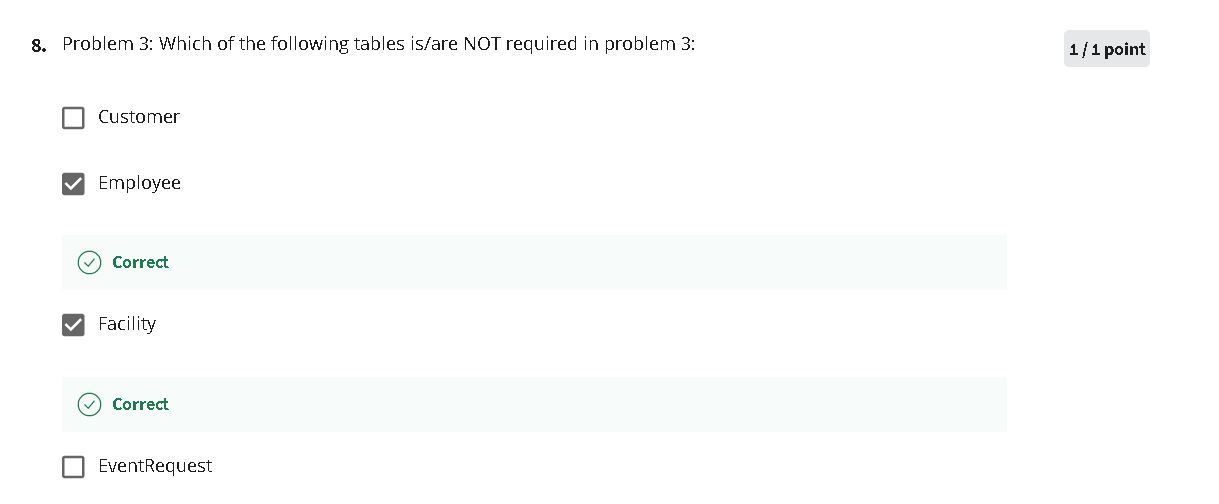 8. Problem 3: Which of the following tables is/are NOT required in problem 3:
1 / 1 point
Customer
Employee
Correct
Facility
Correct
EventRequest